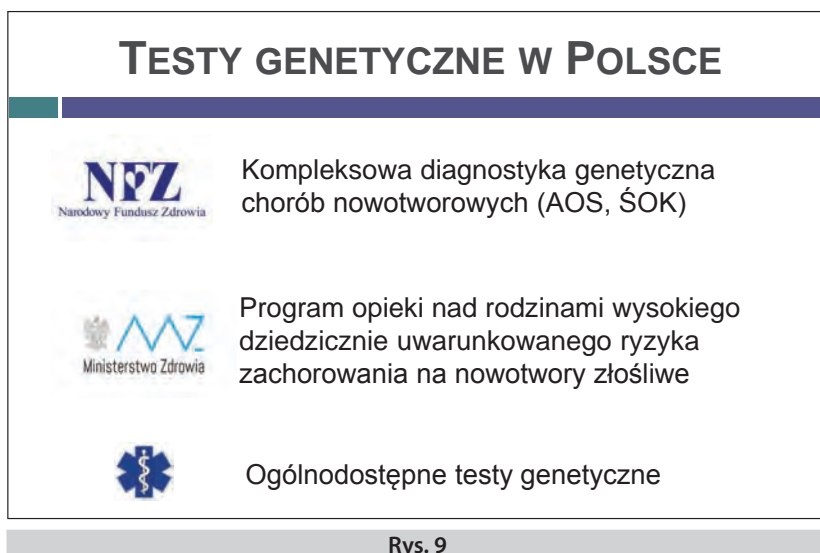 TESTY GENETYCZNE W POLSCE
NFZ
Narodowy Fundusz Zdrowia
Kompleksowa diagnostyka genetyczna
chorób nowotworowych (AOS, ŚOK)
MZ
Ministerstwo Zdrowia
Program opieki nad rodzinami wysokiego
dziedzicznie uwarunkowanego ryzyka
zachorowania na nowotwory złośliwe
Ogólnodostępne testy genetyczne
Rys. 9